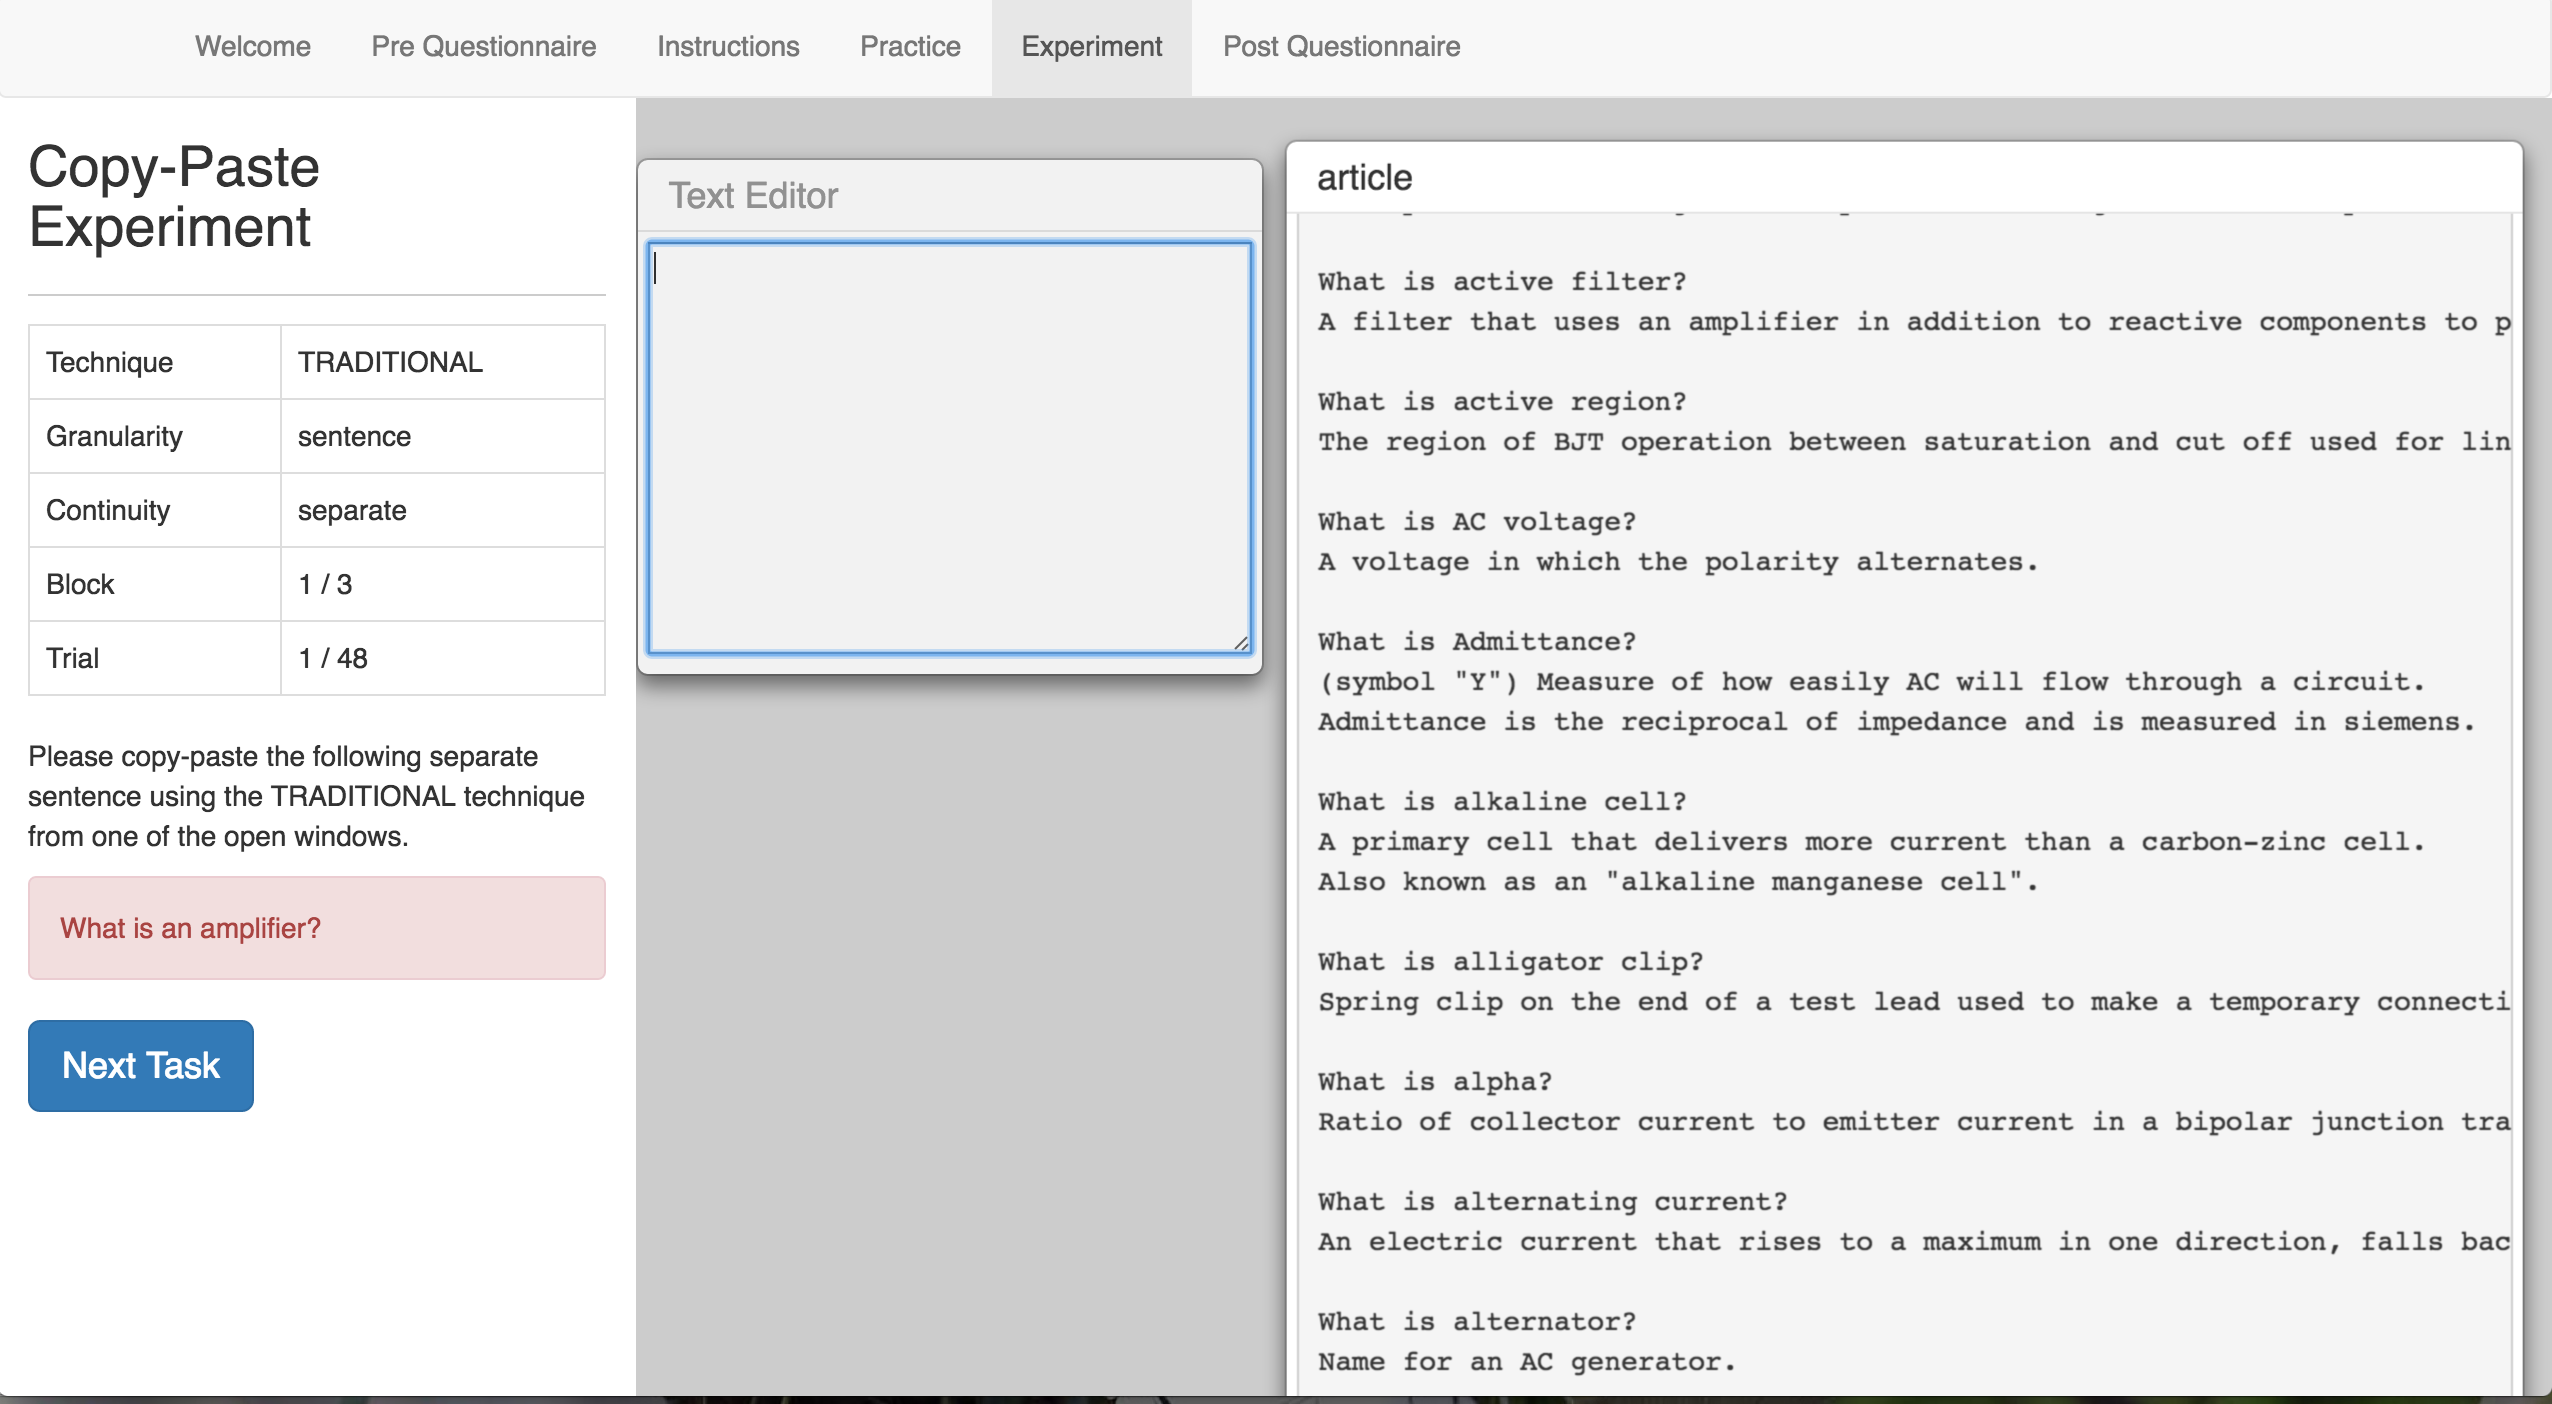 Welcome
Pre Questionnaire
Instructions
Practice
Experiment
Post Questionnaire
Copy-Paste
Experiment
Technique TRADITIONAL
Granularity sentence
Continuity separate
Block 1 / 3
Trial 1 / 48
Please copy-paste the following separate
sentence using the TRADITIONAL technique
from one of the open windows.
What is an amplifier?
Next Task
Text Editor
article
What is active filter?
A filter that uses an amplifier in addition to reactive components to p
What is active region?
The region of BJT operation between saturation and cut off used for lin
What is AC voltage?
A voltage in which the polarity alternates.
What is Admittance?
(symbol "Y") Measure of how easily AC will flow through a circuit.
Admittance is the reciprocal of impedance and is measured in siemens.
What is alkaline cell?
A primary cell that delivers more current than a carbon-zinc cell.
Also known as an "alkaline manganese cell".
What is alligator clip?
Spring clip on the end of a test lead used to make a temporary connecti
What is alpha?
Ratio of collector current to emitter current in a bipolar junction tra
What is alternating current?
An electric current that rises to a maximum in one direction, falls bac
What is alternator?
Name for an AC generator.